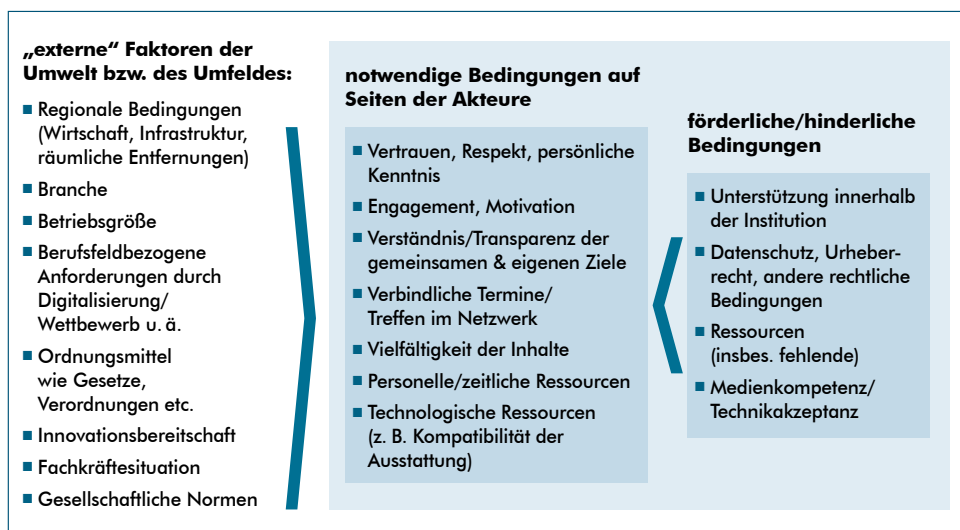 „externe“ Faktoren der
Umwelt bzw. des Umfeldes:
■ Regionale Bedingungen
(Wirtschaft, Infrastruktur,
räumliche Entfernungen)
■ Branche
■ Betriebsgröße
■ Berufsfeldbezogene
Anforderungen durch
Digitalisierung/
Wettbewerb u. ä.
■ Ordnungsmittel
wie Gesetze,
Verordnungen etc.
■ Innovationsbereitschaft
■ Fachkräftesituation
■ Gesellschaftliche Normen
notwendige Bedingungen auf
Seiten der Akteure
■ Vertrauen, Respekt, persönliche
Kenntnis
■ Engagement, Motivation
■ Verständnis/Transparenz der
gemeinsamen & eigenen Ziele
■ Verbindliche Termine/
Treffen im Netzwerk
■ Vielfältigkeit der Inhalte
■ Personelle/zeitliche Ressourcen
■ Technologische Ressourcen
(z. B. Kompatibilität der
Ausstattung)
förderliche/hinderliche
Bedingungen
■ Unterstützung innerhalb
der Institution
■ Datenschutz, Urheber-
recht, andere rechtliche
Bedingungen
■ Ressourcen
(insbes. fehlende)
■ Medienkompetenz/
Technikakzeptanz